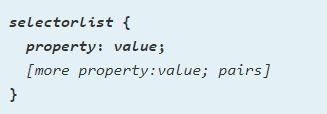 selectorlist {
property: value;
[more property:value; pairs]
}